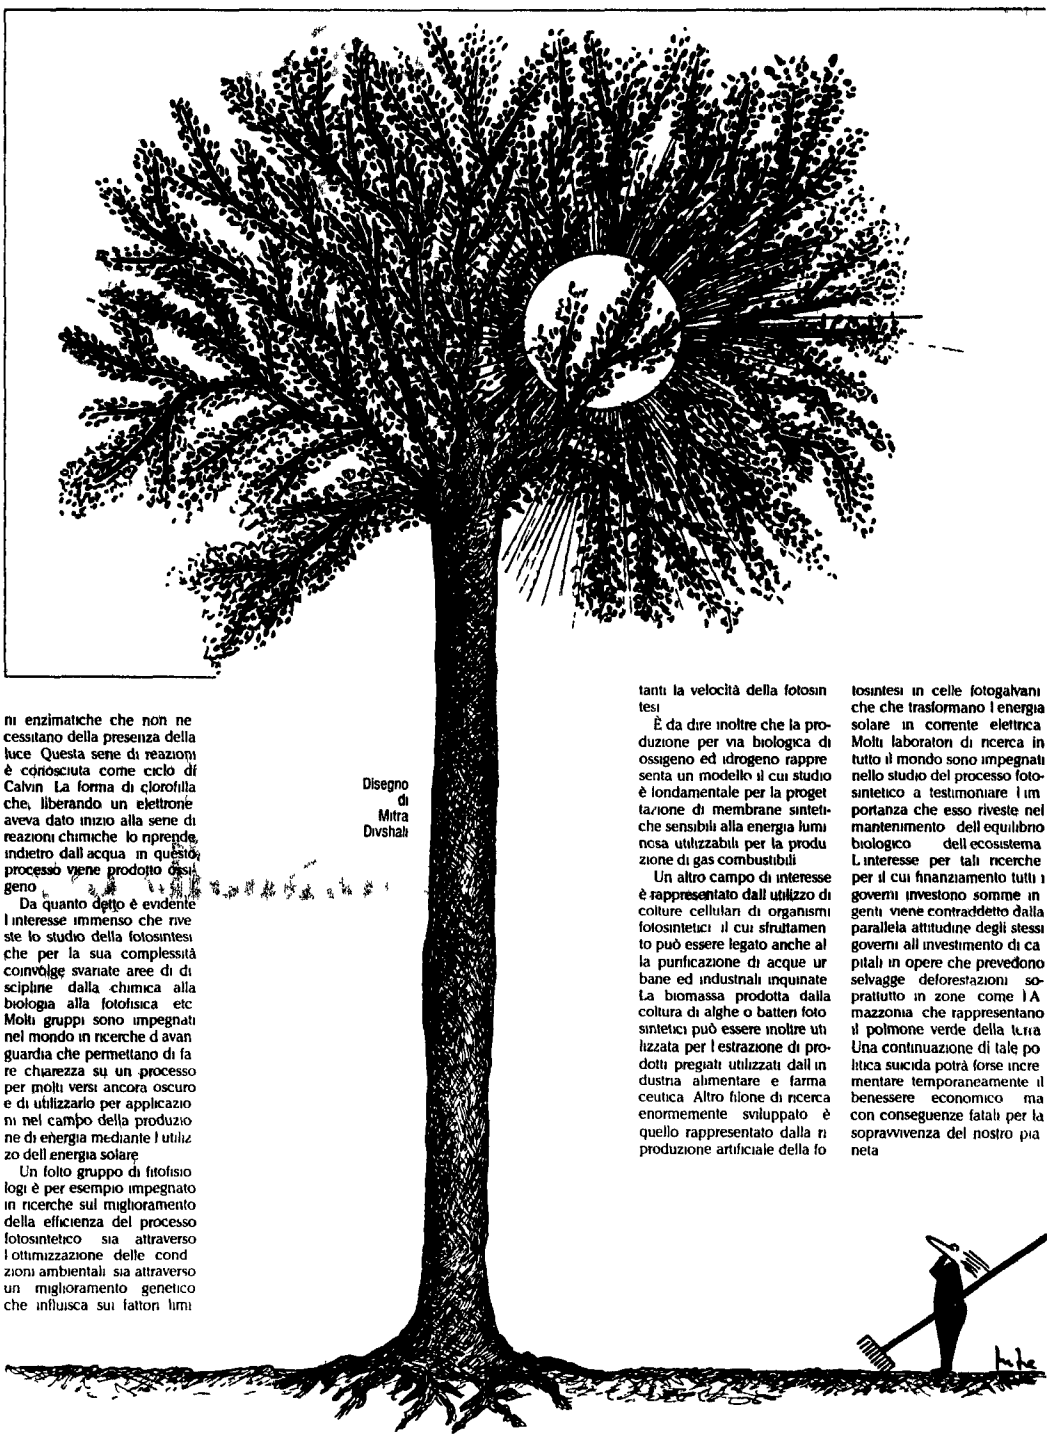 ni enzimatiche che non ne
cessitano della presenza della
luce Questa serie di reazioni
è conosciuta come ciclo di
Calvin La forma di clorofilla
che, liberando un elettrone
aveva dato inizio alla serie di
reazioni chimiche lo riprende
indietro dall acqua in questo
processo viene prodotto ossi
geno
Da quanto detto è evidente
l interesse immenso che rive
ste lo studio della fotosintesi
che per la sua complessità
coinvolge svariate aree di di
scipline dalla chimica alla
biologia alla fotofisica etc
Molti gruppi sono impegnati
nel mondo in ricerche d avan
guardia che permettano di fa
re chiarezza su un processo
per molti versi ancora oscuro
e di utilizzarlo per applicazio
ni nel campo della produzio
ne di energia mediante l utiliz
zo dell energia solare
Un folto gruppo di fitofisio
logi è per esempio impegnato
in ricerche sul miglioramento
della efficienza del processo
fotosintetico sia attraverso
l ottimizzazione delle cond
zioni ambientali sia attraverso
un miglioramento genetico
che influisca sui fattori limi
Disegno
di
Mitra
Divshali
tanti la velocità della fotosin
tesi
È da dire inoltre che la pro-
duzione per via biologica di
ossigeno ed idrogeno rappre
senta un modello il cui studio
è fondamentale per la proget
tazione di membrane sinteti-
che sensibili alla energia lumi
nosa utilizzabili per la produ
zione di gas combustibili
Un altro campo di interesse
è rappresentato dall utilizzo di
colture cellulari di organismi
fotosintetici il cui sfruttamen
to può essere legato anche al
la purificazione di acque ur
bane ed industriali inquinate
La biomassa prodotta dalla
coltura di alghe o batteri foto
sintetici può essere inoltre uti
lizzata per l estrazione di pro-
dotti pregiati utilizzati dall in
dustria alimentare e farma
ceutica Altro filone di ricerca
enormemente sviluppato è
quello rappresentato dalla ri
produzione artificiale della fo
tosintesi in celle fotogalvani
che che trasformano l energia
solare in corrente elettrica
Molti laboratori di ricerca in
tutto il mondo sono impegnati
nello studio del processo foto-
sintetico a testimoniare l im
portanza che esso riveste nel
mantenimento dell equilibrio
biologico dell ecosistema
L interesse per tali ricerche
per il cui finanziamento tutti i
governi investono somme in
genti viene contraddetto dalla
parallela attitudine degli stessi
governi all investimento di ca
pitali in opere che prevedono
selvagge deforestazioni so-
prattutto in zone come l A
mazzonia che rappresentano
il polmone verde della terra
Una continuazione di tale po
litica suicida potrà forse incre
mentare temporaneamente il
benessere economico ma
con conseguenze fatali per la
sopravvivenza del nostro pia
neta